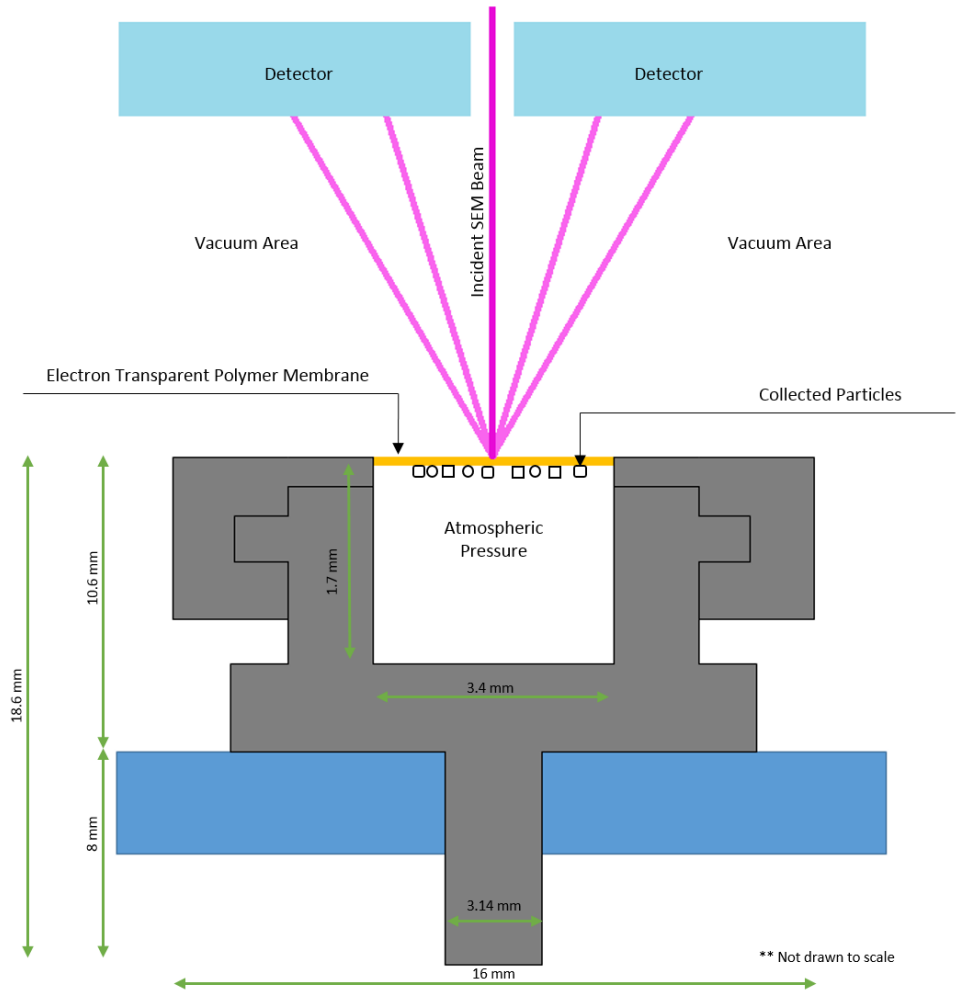 Detector
Detector
Incident SEM Beam
Vacuum Area
Vacuum Area
Electron Transparent Polymer Membrane
Collected Particles
Atmospheric
Pressure
1.7 mm
10.6 mm
18.6 mm
3.4 mm
8 mm
3.14 mm
** Not drawn to scale
16 mm